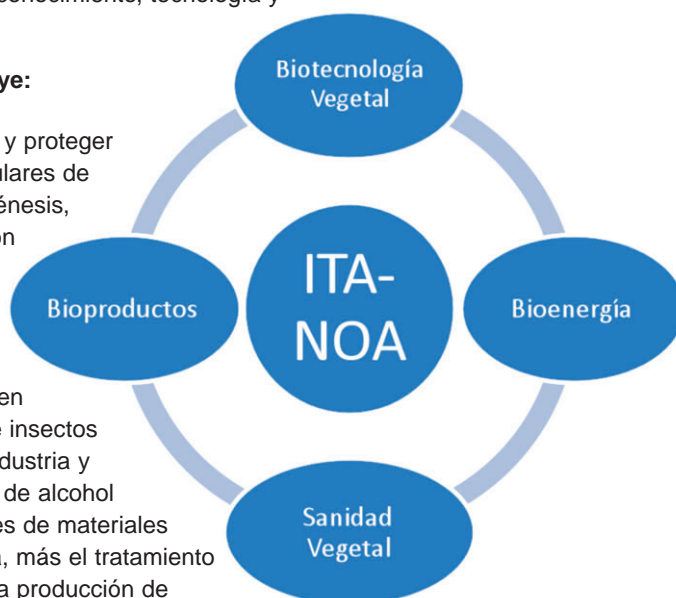 conocimiento, tecnología y
ye:
y proteger
ulares de
énesis,
en
e insectos
dustria y
de alcohol
es de materiales
, más el tratamiento
a producción de
Biotecnología
Vegetal
Bioproductos
ITA-
NOA
Bioenergía
Sanidad
Vegetal